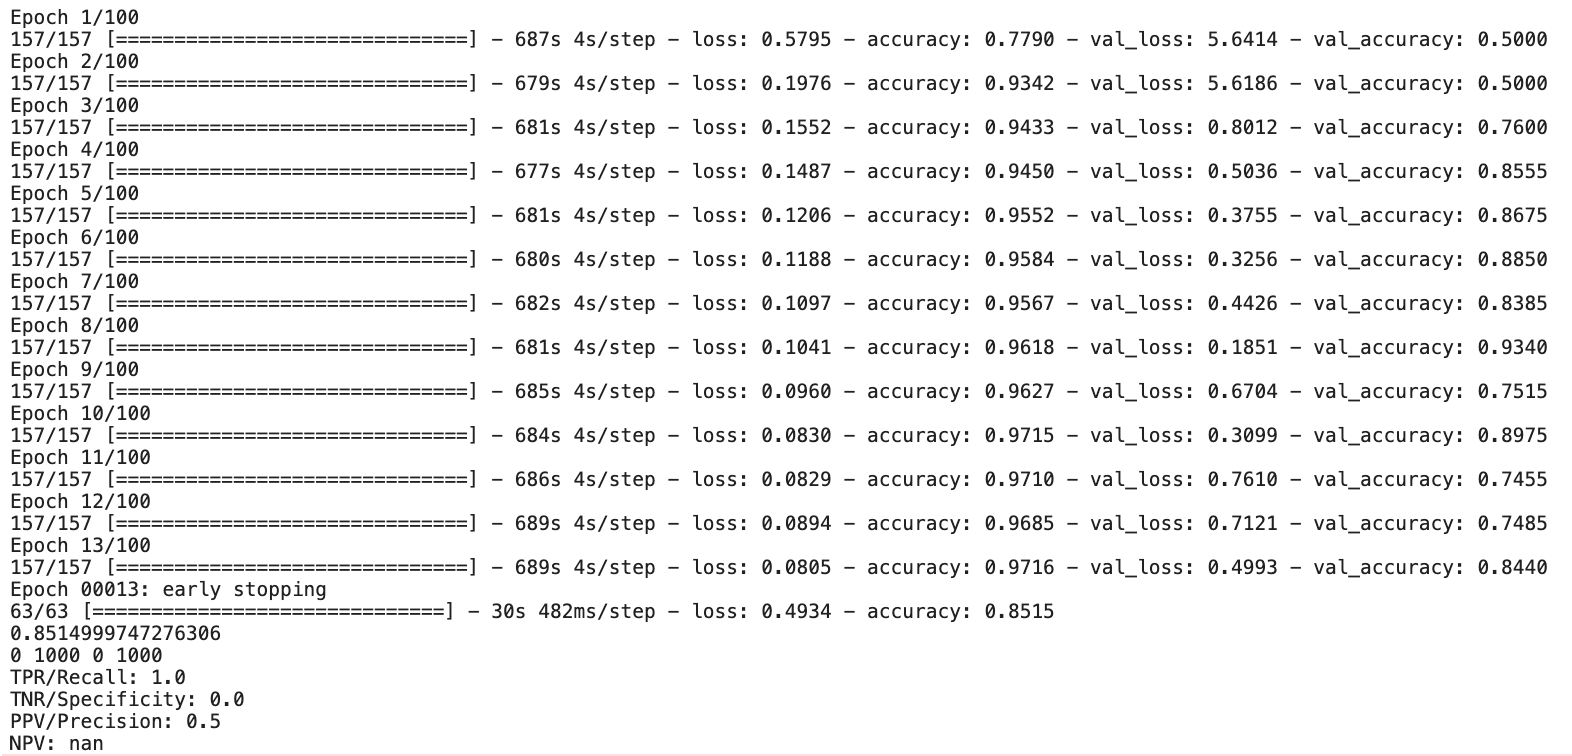 Epoch 1/100
157/157 [==============================] - 687s 4s/step - loss: 0.5795 - accuracy: 0.7790 - val_loss: 5.6414 - val_accuracy: 0.5000
Epoch 2/100
157/157 [==============================] - 679s 4s/step - loss: 0.1976 - accuracy: 0.9342 - val_loss: 5.6186 - val_accuracy: 0.5000
Epoch 3/100
157/157 [==============================] - 681s 4s/step - loss: 0.1552 - accuracy: 0.9433 - val_loss: 0.8012 - val_accuracy: 0.7600
Epoch 4/100
157/157 [==============================] - 677s 4s/step - loss: 0.1487 - accuracy: 0.9450 - val_loss: 0.5036 - val_accuracy: 0.8555
Epoch 5/100
157/157 [==============================] - 681s 4s/step - loss: 0.1206 - accuracy: 0.9552 - val_loss: 0.3755 - val_accuracy: 0.8675
Epoch 6/100
157/157 [==============================] - 680s 4s/step - loss: 0.1188 - accuracy: 0.9584 - val_loss: 0.3256 - val_accuracy: 0.8850
Epoch 7/100
157/157 [==============================] - 682s 4s/step - loss: 0.1097 - accuracy: 0.9567 - val_loss: 0.4426 - val_accuracy: 0.8385
Epoch 8/100
157/157 [==============================] - 681s 4s/step - loss: 0.1041 - accuracy: 0.9618 - val_loss: 0.1851 - val_accuracy: 0.9340
Epoch 9/100
157/157 [==============================] - 685s 4s/step - loss: 0.0960 - accuracy: 0.9627 - val_loss: 0.6704 - val_accuracy: 0.7515
Epoch 10/100
157/157 [==============================] - 684s 4s/step - loss: 0.0830 - accuracy: 0.9715 - val_loss: 0.3099 - val_accuracy: 0.8975
Epoch 11/100
157/157 [==============================] - 686s 4s/step - loss: 0.0829 - accuracy: 0.9710 - val_loss: 0.7610 - val_accuracy: 0.7455
Epoch 12/100
157/157 [==============================] - 689s 4s/step - loss: 0.0894 - accuracy: 0.9685 - val_loss: 0.7121 - val_accuracy: 0.7485
Epoch 13/100
157/157 [==============================] - 689s 4s/step - loss: 0.0805 - accuracy: 0.9716 - val_loss: 0.4993 - val_accuracy: 0.8440
Epoch 00013: early stopping
63/63 [==============================] - 30s 482ms/step - loss: 0.4934 - accuracy: 0.8515
0.8514999747276306
0 1000 0 1000
TPR/Recall: 1.0
TNR/Specificity: 0.0
PPV/Precision: 0.5
NPV: nan